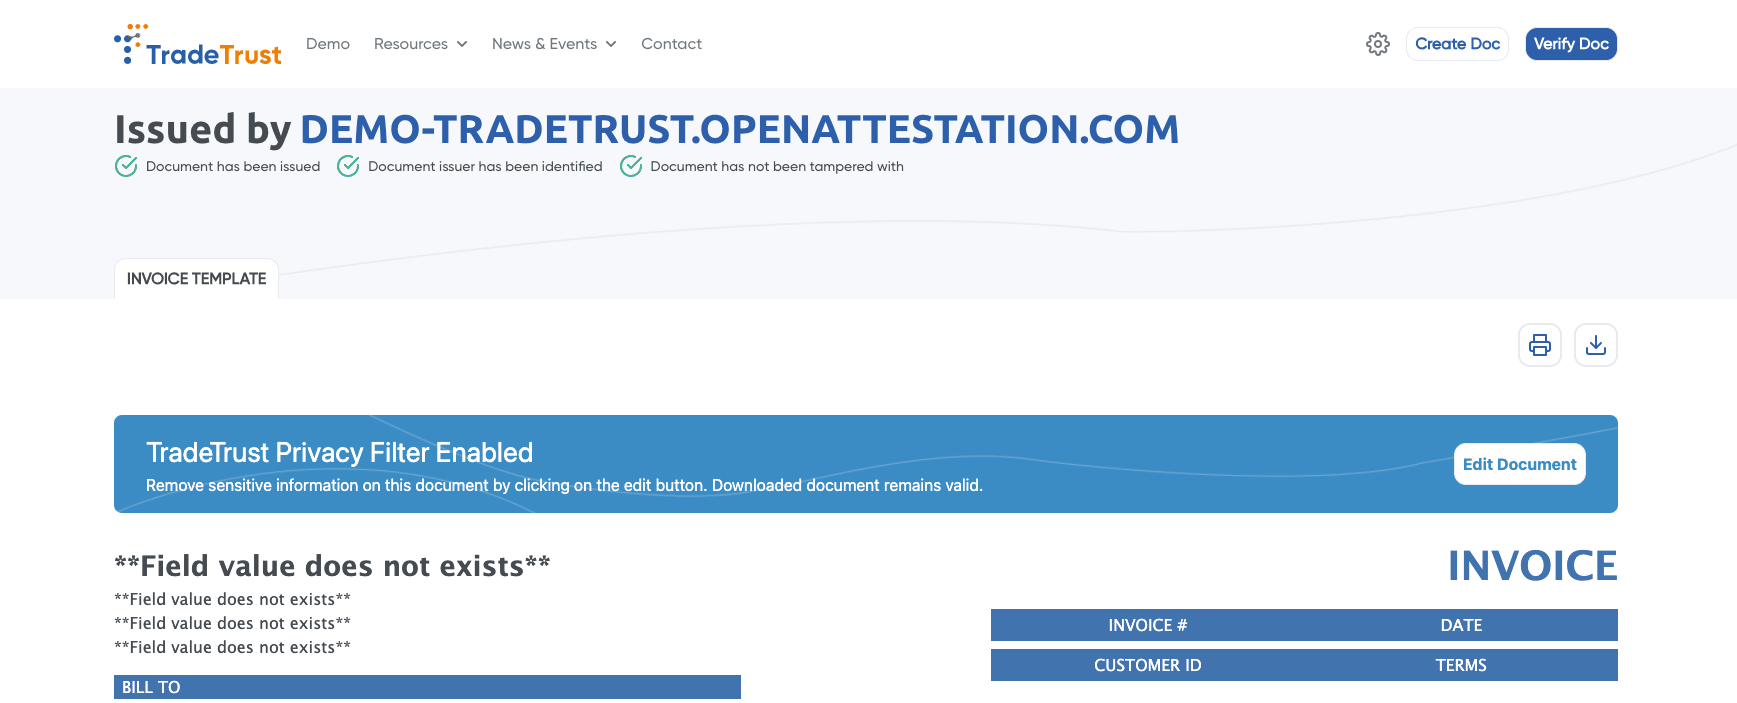 TradeTrust
Demo
Resources
News & Events
Contact
Create Doc
Verify Doc
Issued by DEMO-TRADETRUST.OPENATTESTATION.COM
Document has been issued
Document issuer has been identified
Document has not been tampered with
INVOICE TEMPLATE
TradeTrust Privacy Filter Enabled
Remove sensitive information on this document by clicking on the edit button. Downloaded document remains valid.
Edit Document
**Field value does not exists**
**Field value does not exists**
**Field value does not exists**
**Field value does not exists**
BILL TO
INVOICE
INVOICE # DATE
CUSTOMER ID TERMS